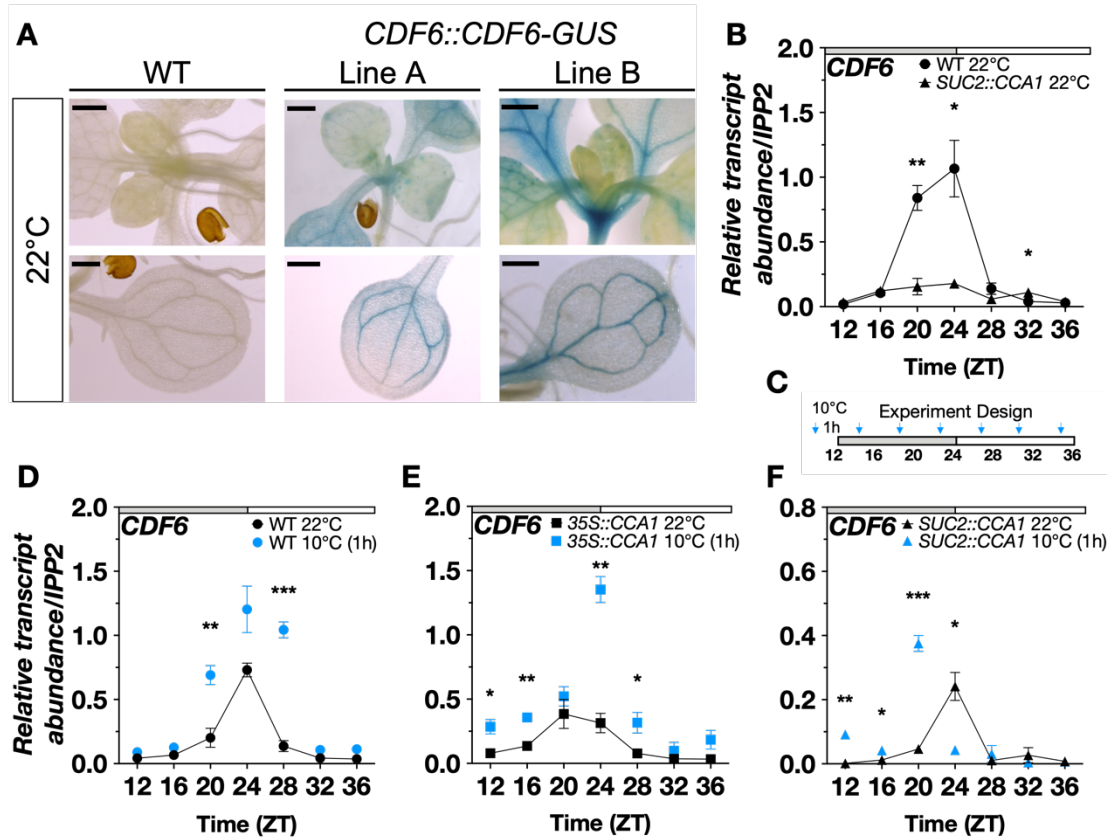 A
CDF6::CDF6-GUS
WT
Line A
Line B
22°C
B
CDF6
WT 22°C
SUC2::CCA1 22°C
Relative transcript
abundance/IPP2
2.0
1.5
1.0
0.5
0.0
**
*
*
12 16 20 24 28 32 36
Time (ZT)
C
10°C
1h
Experiment Design
12 16 20 24 28 32 36
D
CDF6
WT 22°C
WT 10°C (1h)
Relative transcript
abundance/IPP2
2.0
1.5
1.0
0.5
0.0
**
***
12 16 20 24 28 32 36
Time (ZT)
E
CDF6
35S::CCA1 22°C
35S::CCA1 10°C (1h)
2.0
1.5
1.0
0.5
0.0
*
**
**
*
12 16 20 24 28 32 36
Time (ZT)
F
CDF6
SUC2::CCA1 22°C
SUC2::CCA1 10°C (1h)
0.8
0.6
0.4
0.2
0.0
**
*
***
*
12 16 20 24 28 32 36
Time (ZT)